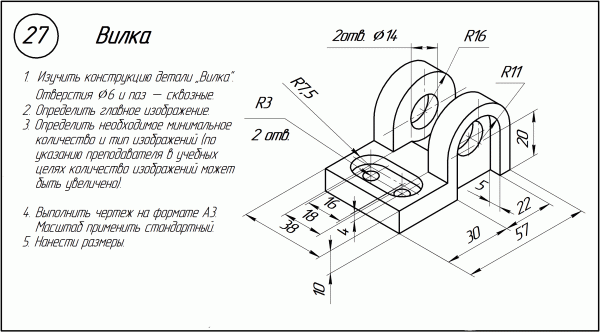 27
Вилка
1. Изучить конструкцию детали „Вилка".
Отверстия ∅6 и паз — сквозные.
2. Определить главное изображение.
3. Определить необходимое минимальное
количество и тип изображений (по
указанию преподавателя в учебных
целях количество изображений может
быть увеличено).
4. Выполнить чертеж на формате А3.
Масштаб применить стандартный.
5. Нанести размеры.
2отв. ∅14
R16
R7,5
R11
R3
2 отв.
20
5
16
18
38
4
22
30
57
10